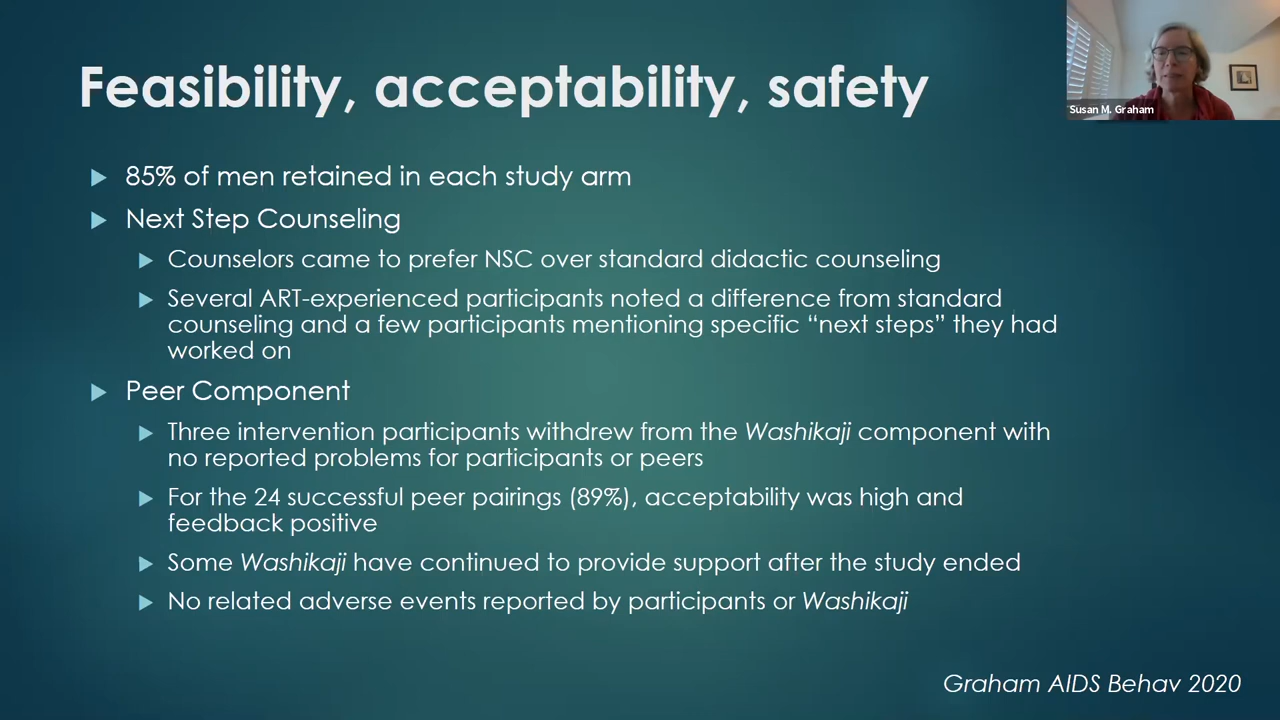 Feasibility, acceptability, safety
Susan M. Graham
85% of men retained in each study arm
Next Step Counseling
Counselors came to prefer NSC over standard didactic counseling
Several ART-experienced participants noted a difference from standard
counseling and a few participants mentioning specific “next steps” they had
worked on
Peer Component
Three intervention participants withdrew from the Washikaji component with
no reported problems for participants or peers
For the 24 successful peer pairings (89%), acceptability was high and
feedback positive
Some Washikaji have continued to provide support after the study ended
No related adverse events reported by participants or Washikaji
Graham AIDS Behav 2020